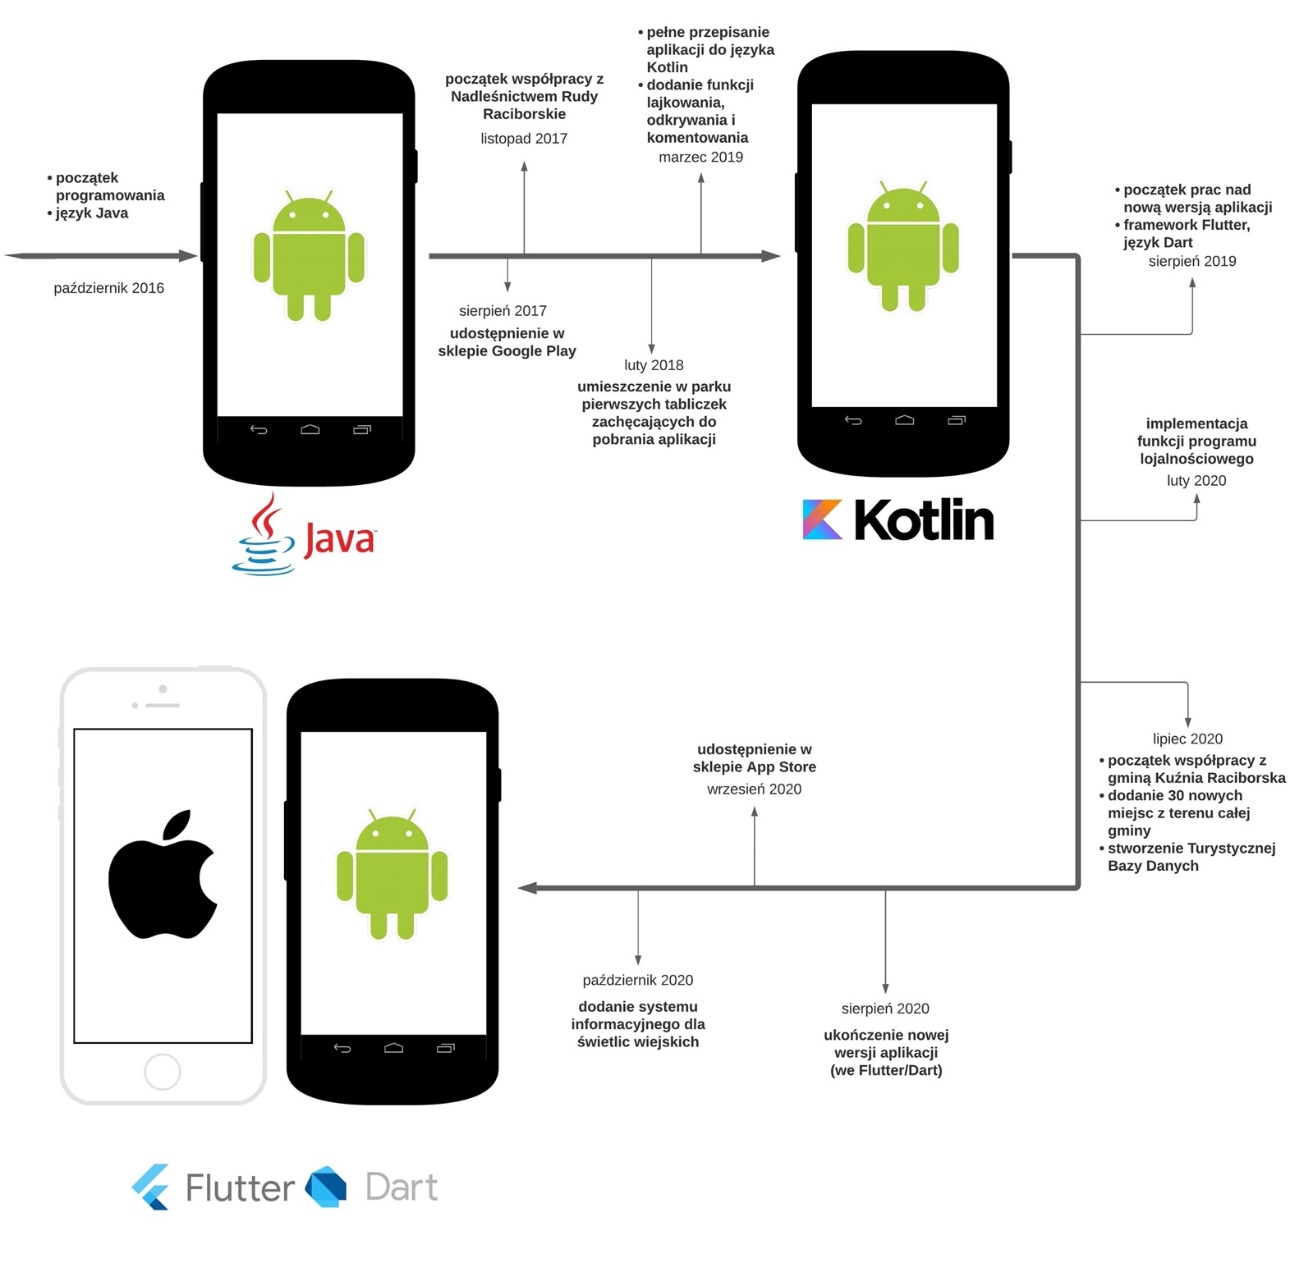 • początek
programowania
• język Java
październik 2016
początek współpracy z
Nadleśnictwem Rudy
Raciborskie
listopad 2017
• pełne przepisanie
aplikacji do języka
Kotlin
• dodanie funkcji
lajkowania,
odkrywania i
komentowania
marzec 2019
sierpień 2017
udostępnienie w
sklepie Google Play
luty 2018
umieszczenie w parku
pierwszych tabliczek
zachęcających do
pobrania aplikacji
Java™
Kotlin
• początek prac nad
nową wersją aplikacji
• framework Flutter,
język Dart
sierpień 2019
implementacja
funkcji programu
lojalnościowego
luty 2020
lipiec 2020
• początek współpracy z
gminą Kuźnia Raciborska
• dodanie 30 nowych
miejsc z terenu całej
gminy
• stworzenie Turystycznej
Bazy Danych
udostępnienie w
sklepie App Store
wrzesień 2020
październik 2020
dodanie systemu
informacyjnego dla
świetlic wiejskich
sierpień 2020
ukończenie nowej
wersji aplikacji
(we Flutter/Dart)
Flutter Dart